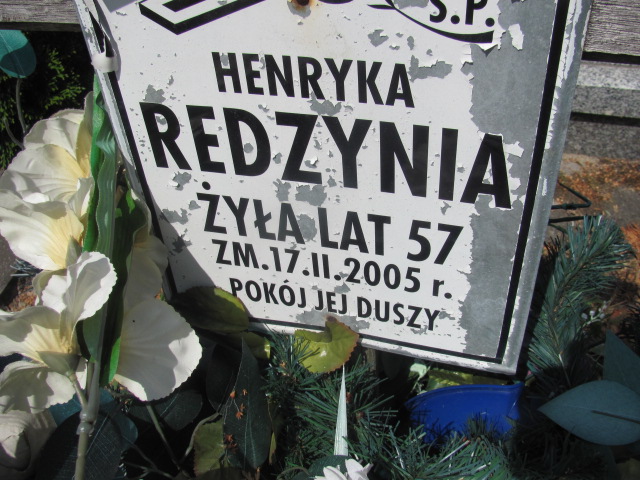 Ś.P.
HENRYKA
REDZYNIA
ŻYŁA LAT 57
ZM.17.II.2005 r.
POKÓJ JEJ DUSZY